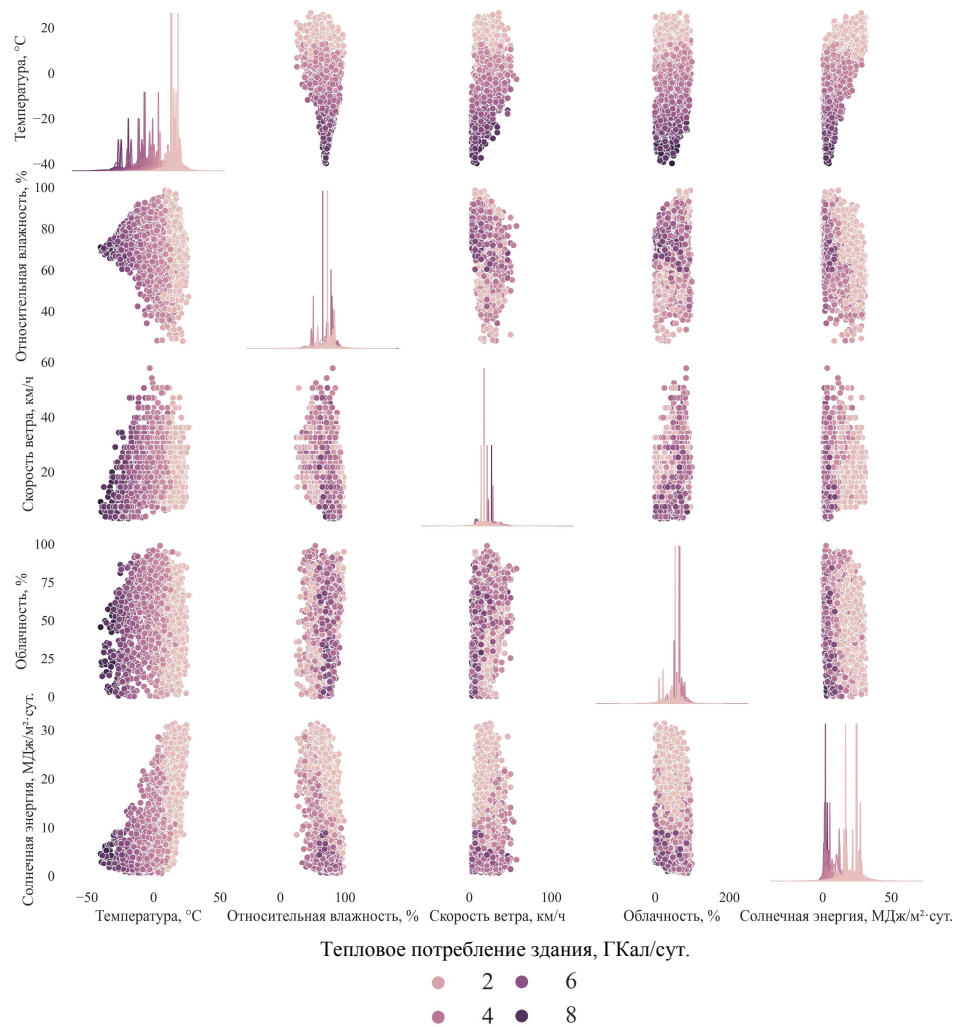 Температура, °C
20
0
−20
−40
Относительная влажность, %
100
80
60
40
Скорость ветра, км/ч
60
40
20
Облачность, %
100
75
50
25
0
Солнечная энергия, МДж/м²·сут.
30
20
10
0
−50 0 50 0 100 0 100 0 200 0 50
Температура, °C Относительная влажность, % Скорость ветра, км/ч Облачность, % Солнечная энергия, МДж/м²·сут.
Тепловое потребление здания, ГКал/сут.
2 6
4 8